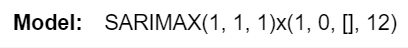 Model: SARIMAX(1, 1, 1)x(1, 0, [], 12)